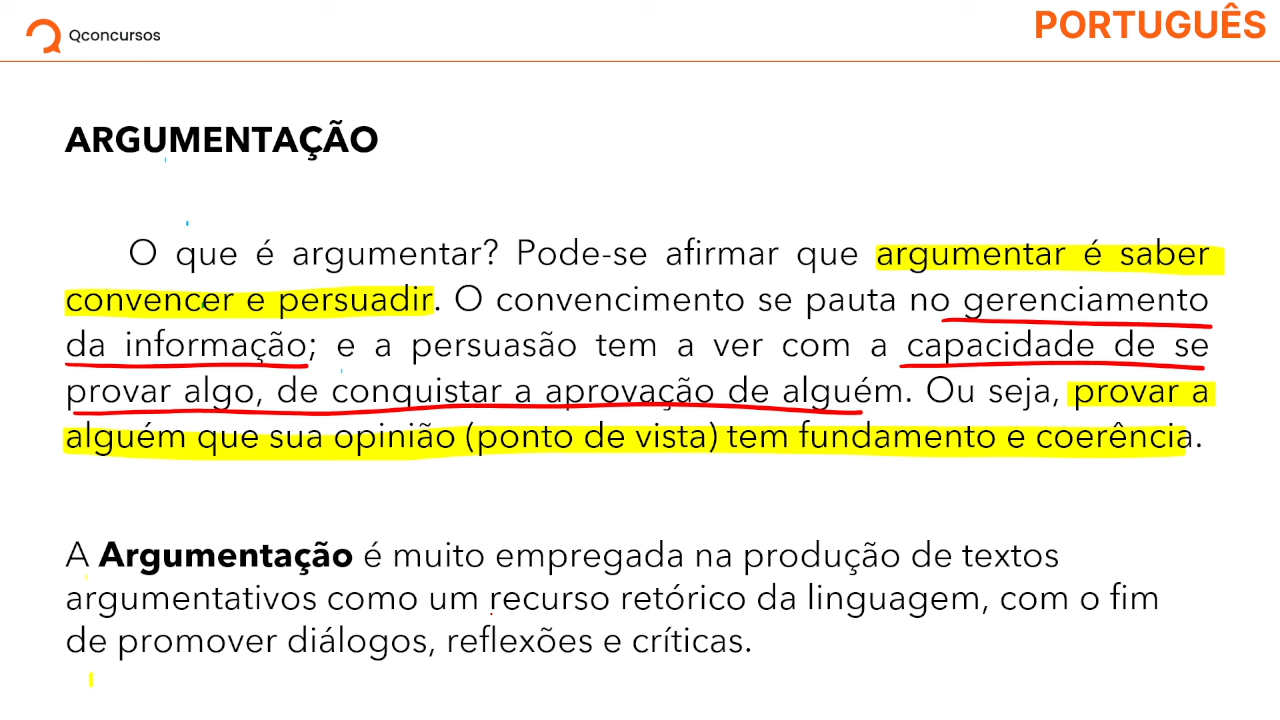 Qconcursos
PORTUGUÊS
ARGUMENTAÇÃO
O que é argumentar? Pode-se afirmar que argumentar é saber
convencer e persuadir. O convencimento se pauta no gerenciamento
da informação; e a persuasão tem a ver com a capacidade de se
provar algo, de conquistar a aprovação de alguém. Ou seja, provar a
alguém que sua opinião (ponto de vista) tem fundamento e coerência.
A Argumentação é muito empregada na produção de textos
argumentativos como um recurso retórico da linguagem, com o fim
de promover diálogos, reflexões e críticas.